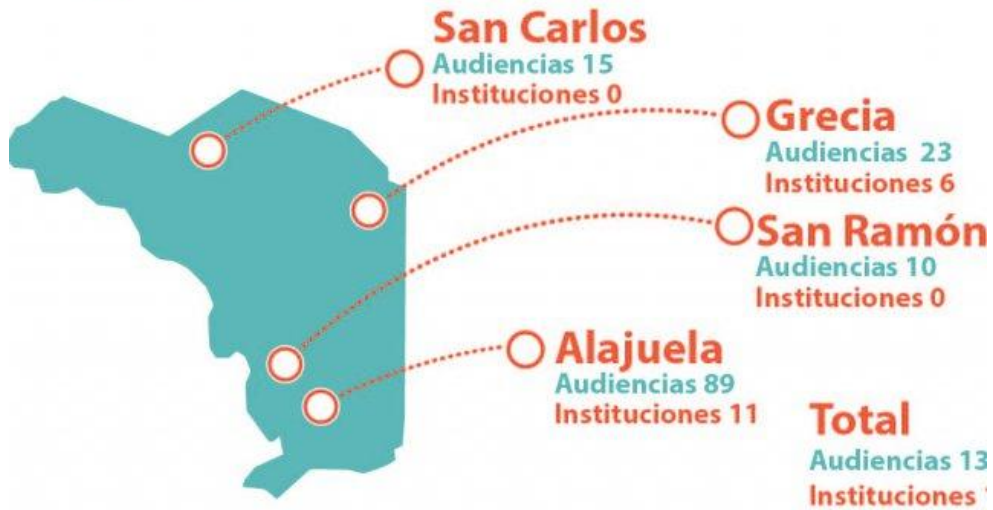 San Carlos
Audiencias 15
Instituciones 0
Grecia
Audiencias 23
Instituciones 6
San Ramón
Audiencias 10
Instituciones 0
Alajuela
Audiencias 89
Instituciones 11
Total
Audiencias 13
Instituciones